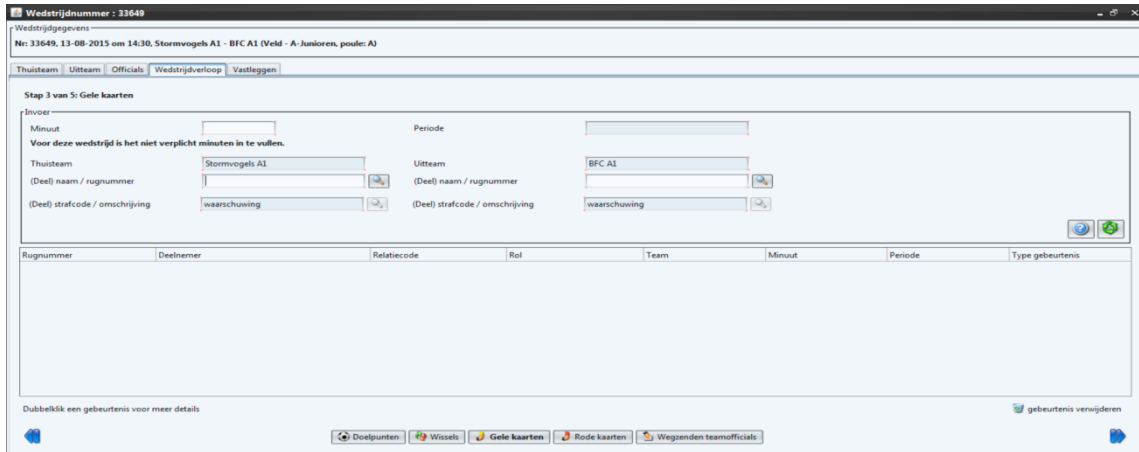 Wedstrijdnummer : 33649
Wedstrijdgegevens
Nr: 33649, 13-08-2015 om 14:30, Stormvogels A1 - BFC A1 (Veld - A-Junioren, poule: A)
Thuisteam Uitteam Officials Wedstrijdverloop Vastleggen
Stap 3 van 5: Gele kaarten
Invoer
Minuut Periode
Voor deze wedstrijd is het niet verplicht minuten in te vullen.
Thuisteam Stormvogels A1 Uitteam BFC A1
(Deel) naam / rugnummer (Deel) naam / rugnummer
(Deel) strafcode / omschrijving waarschuwing (Deel) strafcode / omschrijving waarschuwing
Rugnummer Deelnemer Relatiecode Rol Team Minuut Periode Type gebeurtenis
Dubbelklik een gebeurtenis voor meer details gebeurtenis verwijderen
Doelpunten Wissels Gele kaarten Rode kaarten Wegzenden teamofficials